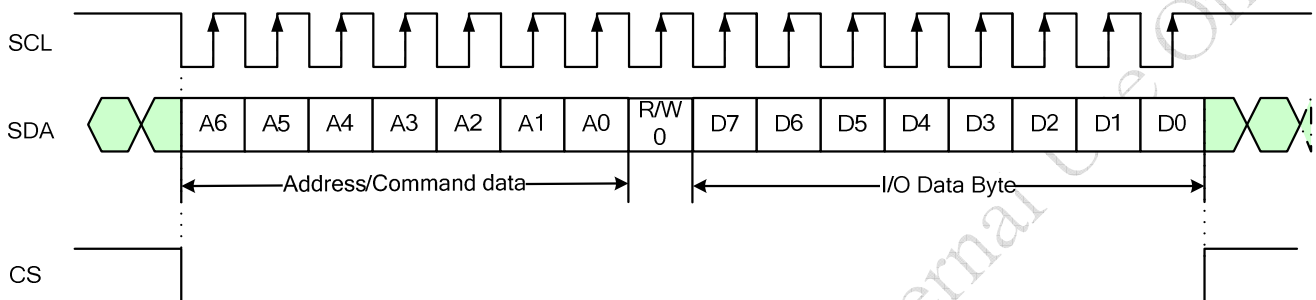 SCL
SDA A6 A5 A4 A3 A2 A1 A0 R/W 0 D7 D6 D5 D4 D3 D2 D1 D0
Address/Command data I/O Data Byte
CS